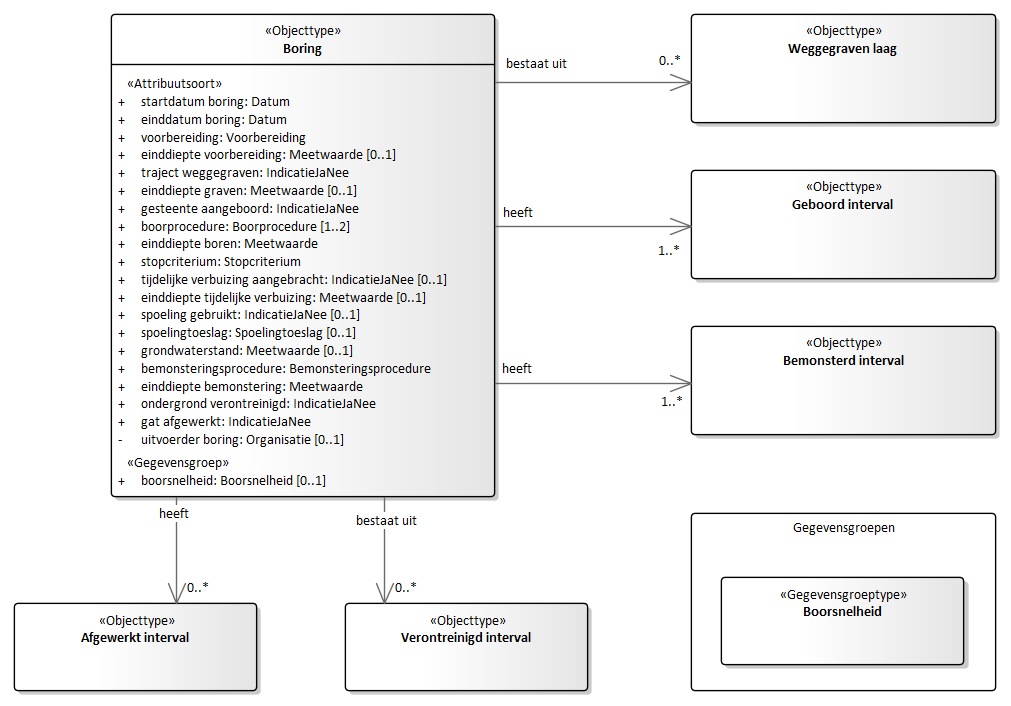 «Objecttype»
Boring
«Attribuutsoort»
+ startdatum boring: Datum
+ einddatum boring: Datum
+ voorbereiding: Voorbereiding
+ einddiepte voorbereiding: Meetwaarde [0..1]
+ traject weggegraven: IndicatieJaNee
+ einddiepte graven: Meetwaarde [0..1]
+ gesteente aangeboord: IndicatieJaNee
+ boorprocedure: Boorprocedure [1..2]
+ einddiepte boren: Meetwaarde
+ stopcriterium: Stopcriterium
+ tijdelijke verbuizing aangebracht: IndicatieJaNee [0..1]
+ einddiepte tijdelijke verbuizing: Meetwaarde [0..1]
+ spoeling gebruikt: IndicatieJaNee [0..1]
+ spoelingtoeslag: Spoelingtoeslag [0..1]
+ grondwaterstand: Meetwaarde [0..1]
+ bemonsteringsprocedure: Bemonsteringsprocedure
+ einddiepte bemonstering: Meetwaarde
+ ondergrond verontreinigd: IndicatieJaNee
+ gat afgewerkt: IndicatieJaNee
- uitvoerder boring: Organisatie [0..1]
«Gegevensgroep»
+ boorsnelheid: Boorsnelheid [0..1]
bestaat uit
0..*
«Objecttype»
Weggegraven laag
heeft
1..*
«Objecttype»
Geboord interval
heeft
1..*
«Objecttype»
Bemonsterd interval
heeft
0..*
«Objecttype»
Afgewerkt interval
bestaat uit
0..*
«Objecttype»
Verontreinigd interval
Gegevensgroepen
«Gegevensgroeptype»
Boorsnelheid